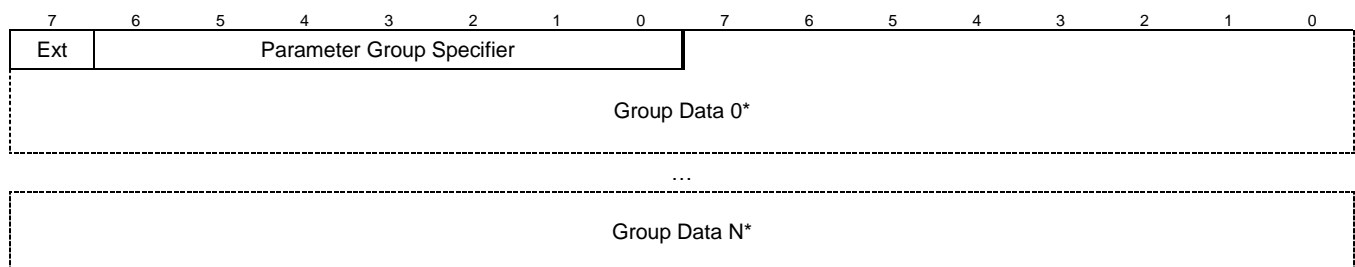 7 6 5 4 3 2 1 0 7 6 5 4 3 2 1 0
Ext Parameter Group Specifier
Group Data 0*
…
Group Data N*